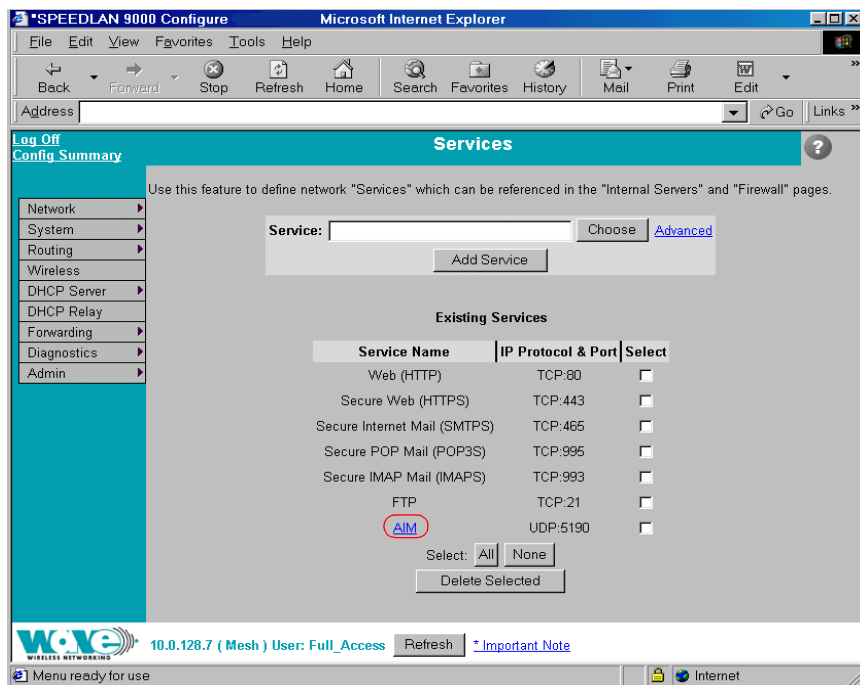 *SPEEDLAN 9000 Configure Microsoft Internet Explorer
File Edit View Favorites Tools Help
Back Forward Stop Refresh Home Search Favorites History Mail Print Edit »
Address Go Links »
Log Off
Config Summary
Services
?
Use this feature to define network "Services" which can be referenced in the "Internal Servers" and "Firewall" pages.
Network
System
Routing
Wireless
DHCP Server
DHCP Relay
Forwarding
Diagnostics
Admin
Service: Choose Advanced
Add Service
Existing Services
Service Name IP Protocol & Port Select
Web (HTTP) TCP:80
Secure Web (HTTPS) TCP:443
Secure Internet Mail (SMTPS) TCP:465
Secure POP Mail (POP3S) TCP:995
Secure IMAP Mail (IMAPS) TCP:993
FTP TCP:21
AIM UDP:5190
Select: All None
Delete Selected
WAVE
WIRELESS NETWORKING
10.0.128.7 ( Mesh ) User: Full_Access Refresh * Important Note
Menu ready for use Internet